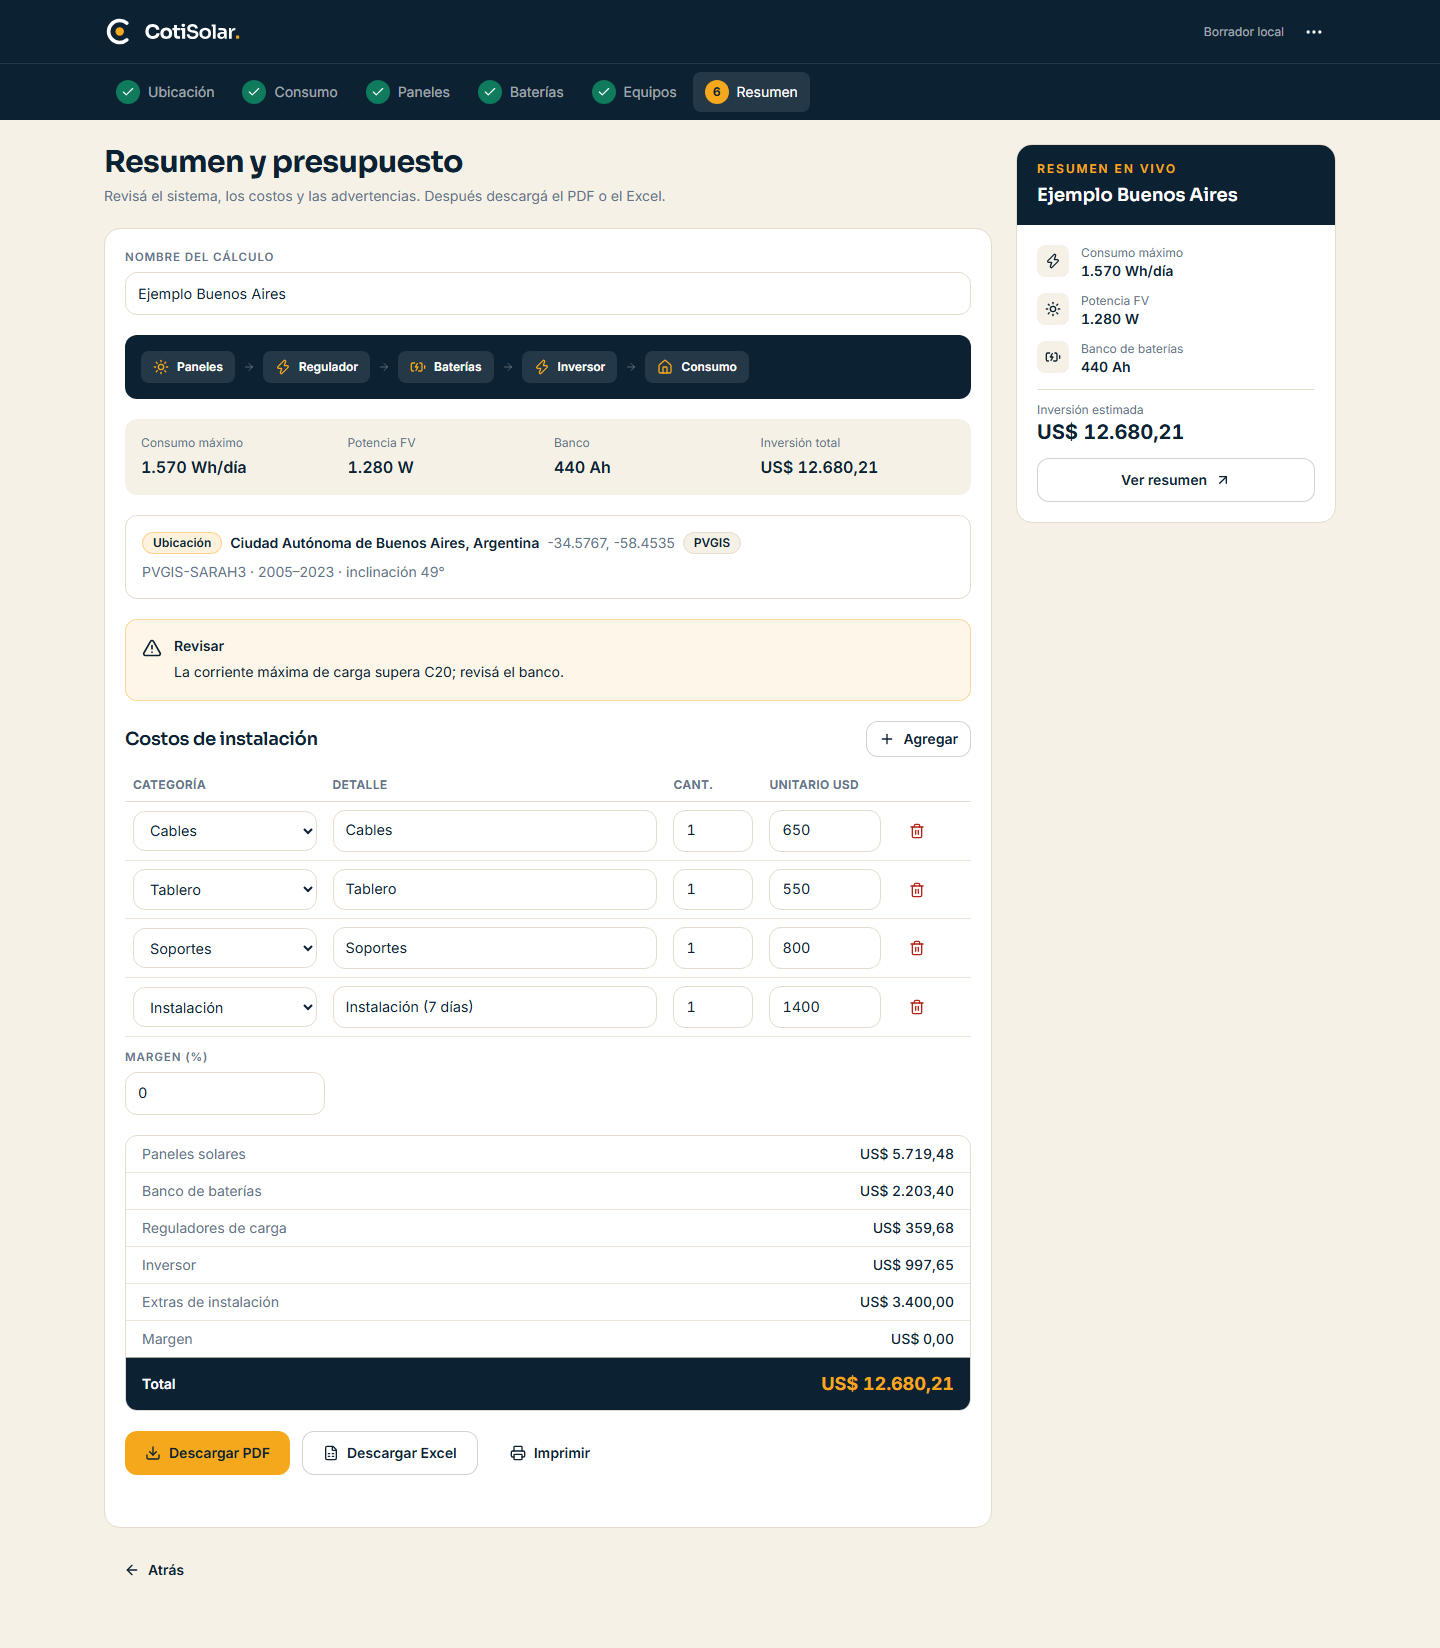 CotiSolar.
Borrador local
Ubicación
Consumo
Paneles
Baterías
Equipos
6 Resumen
Resumen y presupuesto
Revisá el sistema, los costos y las advertencias. Después descargá el PDF o el Excel.
NOMBRE DEL CÁLCULO
Ejemplo Buenos Aires
Paneles → Regulador → Baterías → Inversor → Consumo
Consumo máximo Potencia FV Banco Inversión total
1.570 Wh/día 1.280 W 440 Ah US$ 12.680,21
Ubicación Ciudad Autónoma de Buenos Aires, Argentina -34.5767, -58.4535 PVGIS
PVGIS-SARAH3 · 2005–2023 · inclinación 49°
Revisar
La corriente máxima de carga supera C20; revisá el banco.
Costos de instalación
Agregar
CATEGORÍA DETALLE CANT. UNITARIO USD
Cables Cables 1 650
Tablero Tablero 1 550
Soportes Soportes 1 800
Instalación Instalación (7 días) 1 1400
MARGEN (%)
0
Paneles solares US$ 5.719,48
Banco de baterías US$ 2.203,40
Reguladores de carga US$ 359,68
Inversor US$ 997,65
Extras de instalación US$ 3.400,00
Margen US$ 0,00
Total US$ 12.680,21
Descargar PDF
Descargar Excel
Imprimir
Atrás
RESUMEN EN VIVO
Ejemplo Buenos Aires
Consumo máximo
1.570 Wh/día
Potencia FV
1.280 W
Banco de baterías
440 Ah
Inversión estimada
US$ 12.680,21
Ver resumen